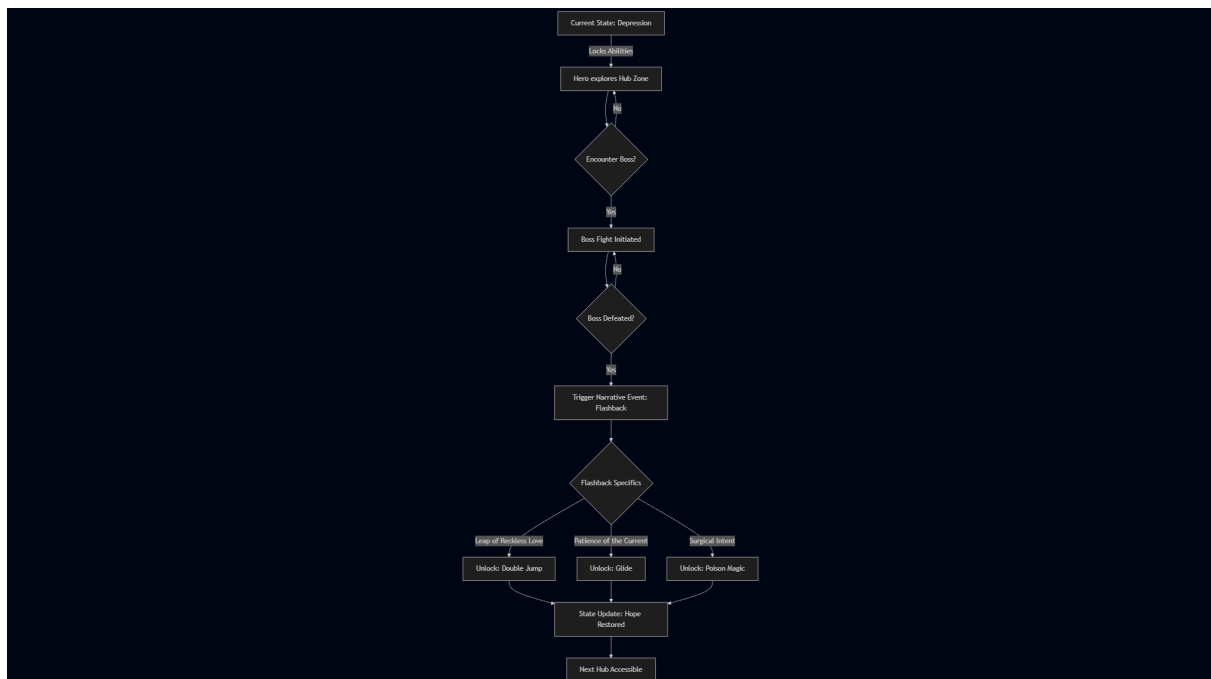 Current State: Depression
Locks Abilities
Hero explores Hub Zone
No
Encounter Boss?
Yes
Boss Fight Initiated
No
Boss Defeated?
Yes
Trigger Narrative Event:
Flashback
Flashback Specifics
Leap of Reckless Love
Patience of the Current
Surgical Intent
Unlock: Double Jump
Unlock: Glide
Unlock: Poison Magic
State Update: Hope
Restored
Next Hub Accessible